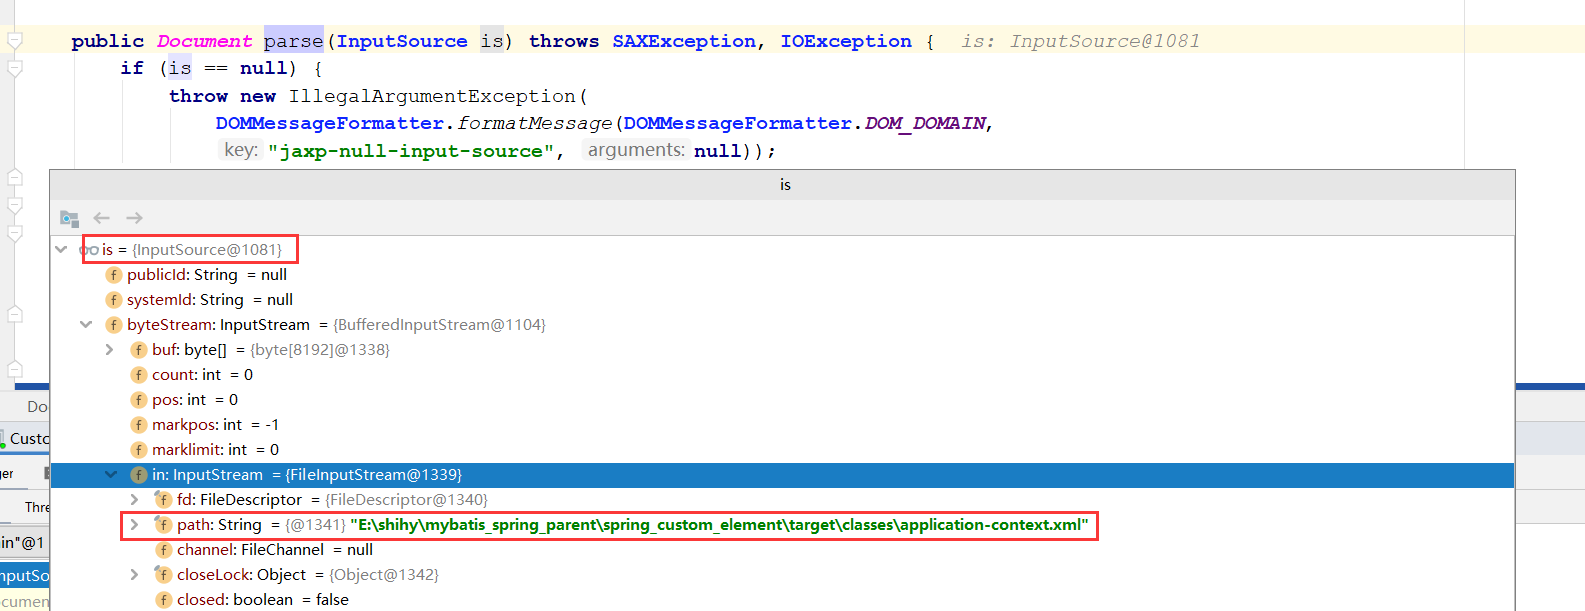 public Document parse(InputSource is) throws SAXException, IOException {  is: InputSource@1081
if (is == null) {
throw new IllegalArgumentException(
DOMMessageFormatter.formatMessage(DOMMessageFormatter.DOM_DOMAIN,
key: "jaxp-null-input-source", arguments: null));
is
is = {InputSource@1081}
f publicId: String = null
f systemId: String = null
f byteStream: InputStream = {BufferedInputStream@1104}
f buf: byte[] = {byte[8192]@1338}
f count: int = 0
f pos: int = 0
f markpos: int = -1
f marklimit: int = 0
f in: InputStream = {FileInputStream@1339}
f fd: FileDescriptor = {FileDescriptor@1340}
f path: String = {@1341} "E:\shihy\mybatis_spring_parent\spring_custom_element\target\classes\application-context.xml"
f channel: FileChannel = null
f closeLock: Object = {Object@1342}
f closed: boolean = false
Do
Custo
ger
Thre
in"@1
nputSo
ocumen